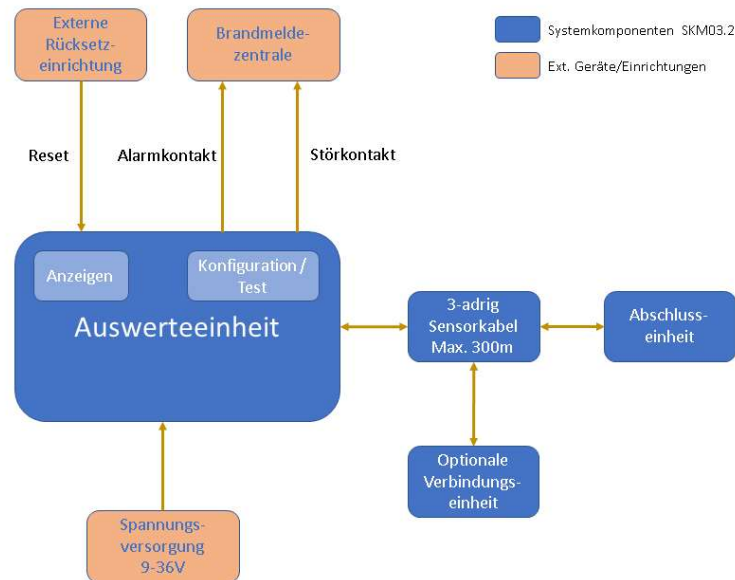 Externe
Rücksetz-
einrichtung
Brandmelde-
zentrale
Systemkomponenten SKM03.2
Ext. Geräte/Einrichtungen
Reset
Alarmkontakt
Störkontakt
Anzeigen
Konfiguration /
Test
Auswerteeinheit
3-adrig
Sensorkabel
Max. 300m
Abschluss-
einheit
Optionale
Verbindungs-
einheit
Spannungs-
versorgung
9-36V